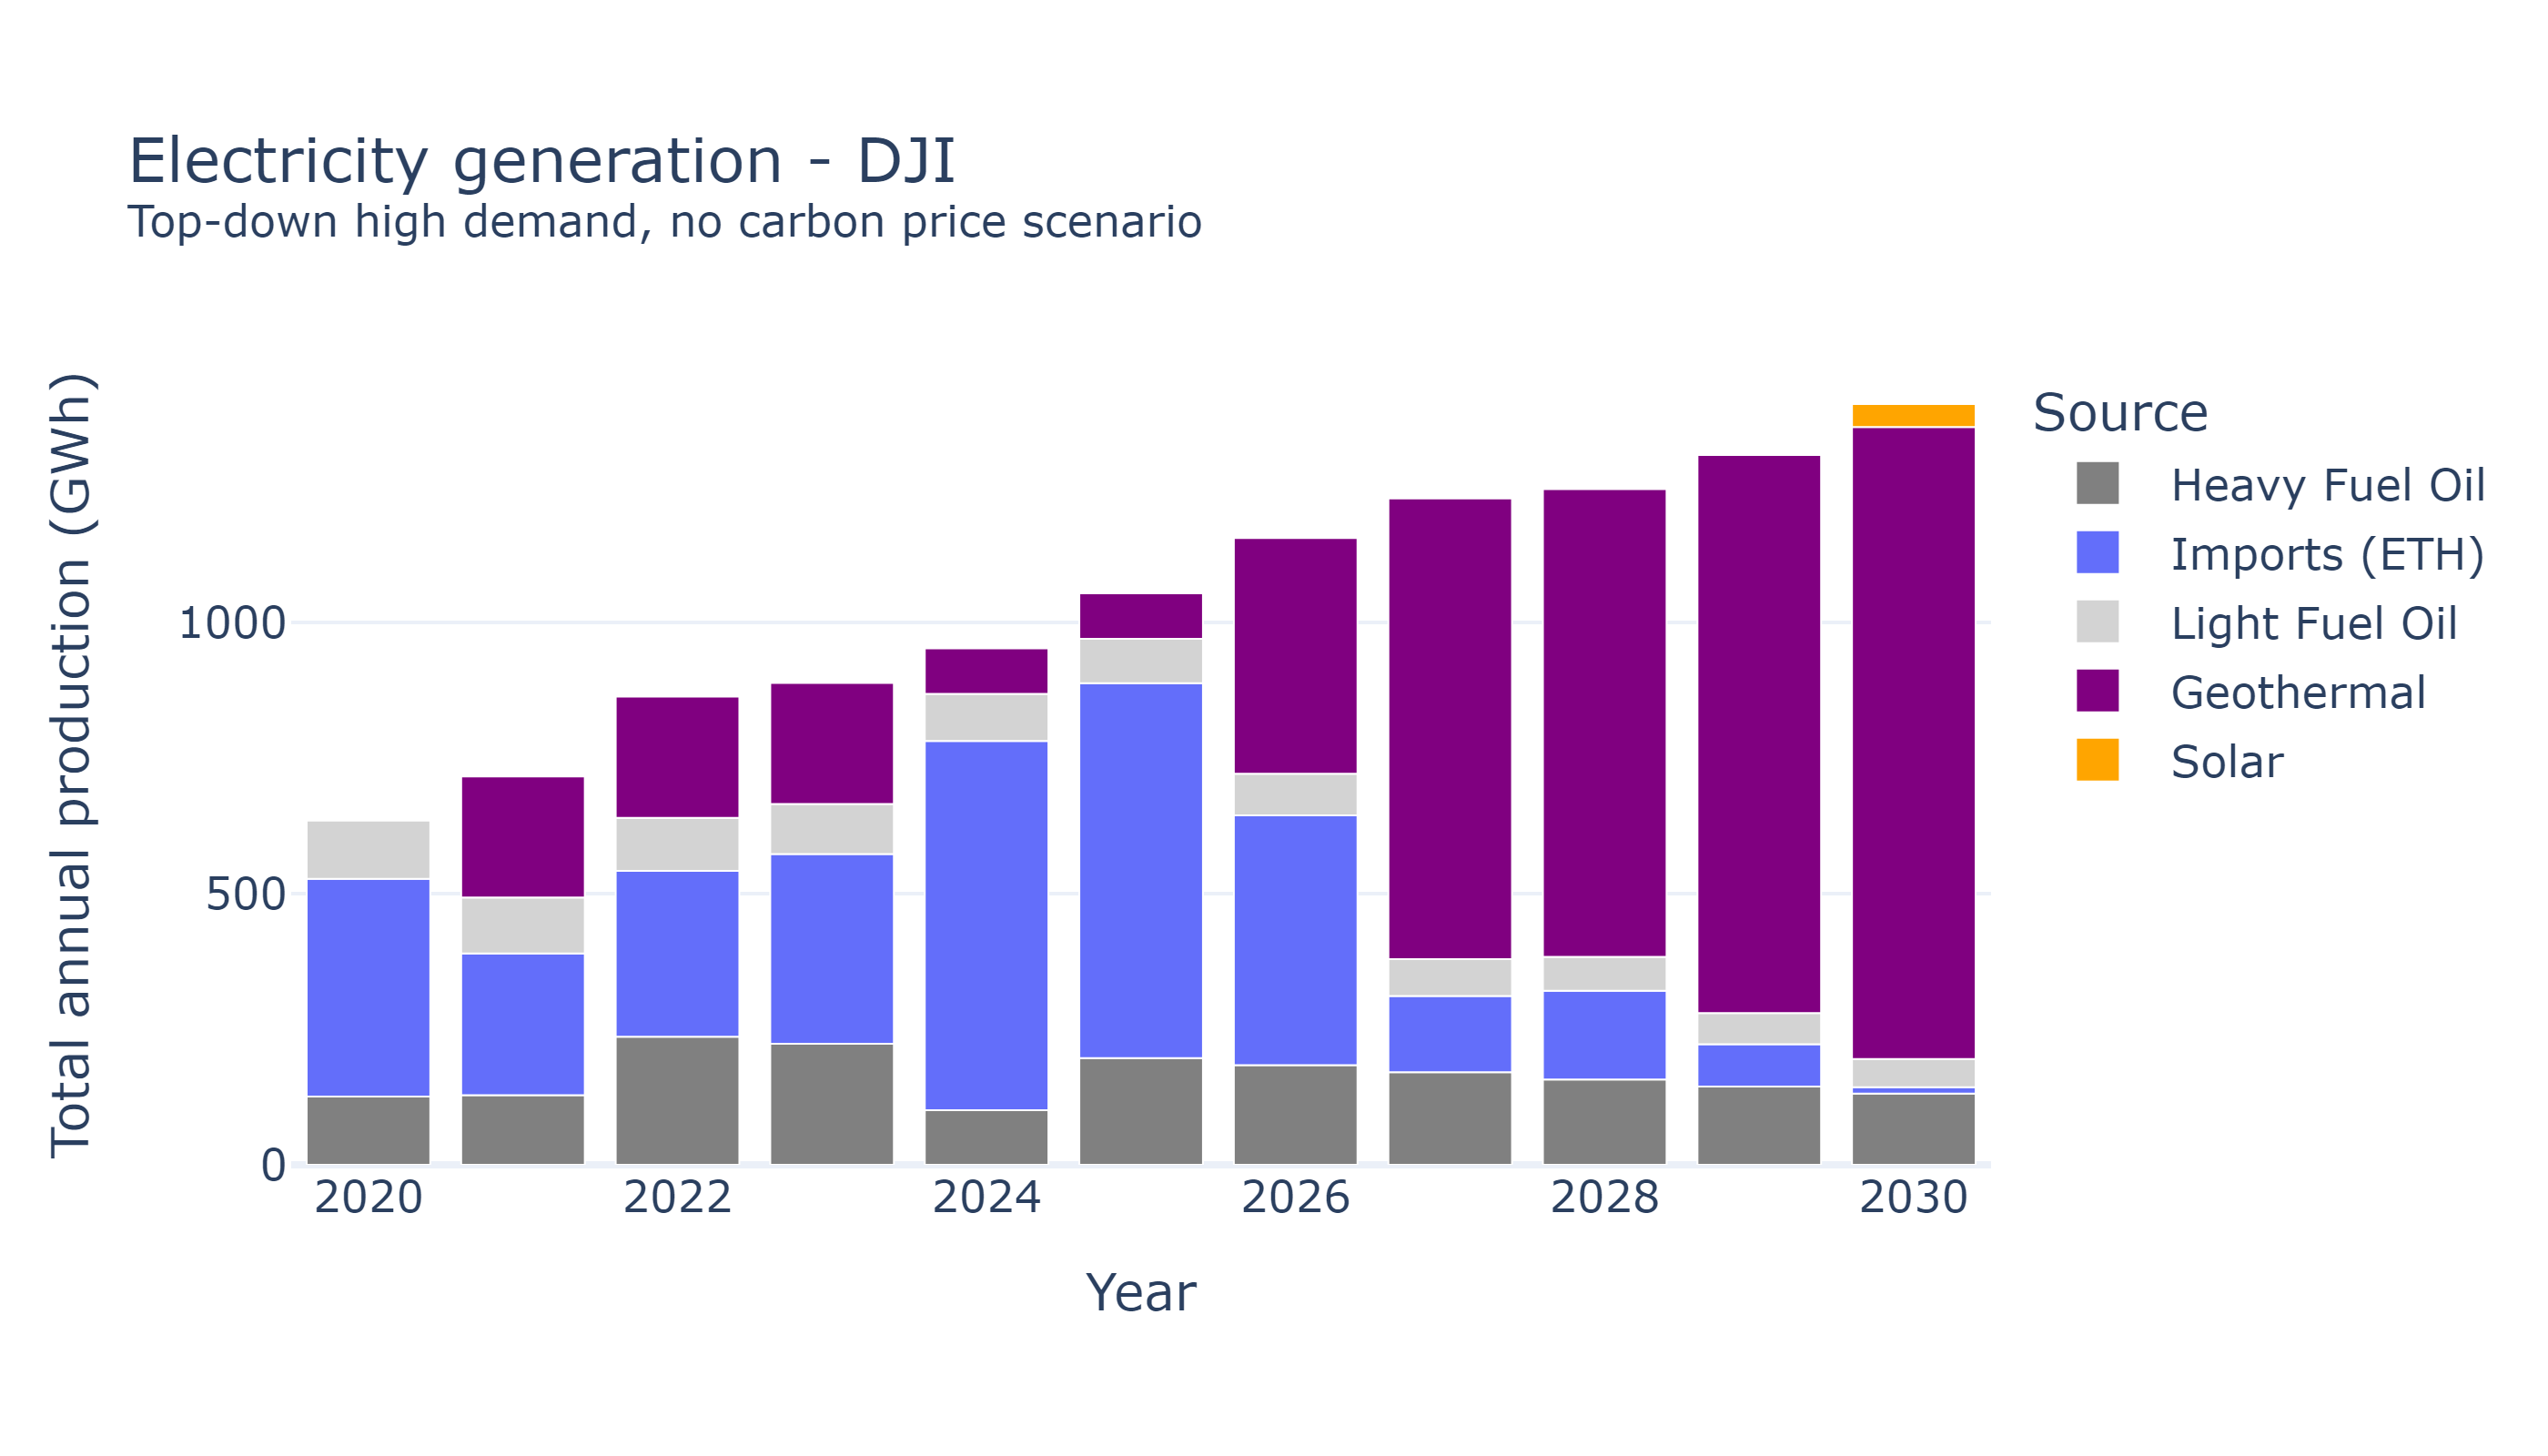 Electricity generation - DJI
Top-down high demand, no carbon price scenario
Total annual production (GWh)
1000
500
0
2020
2022
2024
2026
2028
2030
Year
Source
Heavy Fuel Oil
Imports (ETH)
Light Fuel Oil
Geothermal
Solar